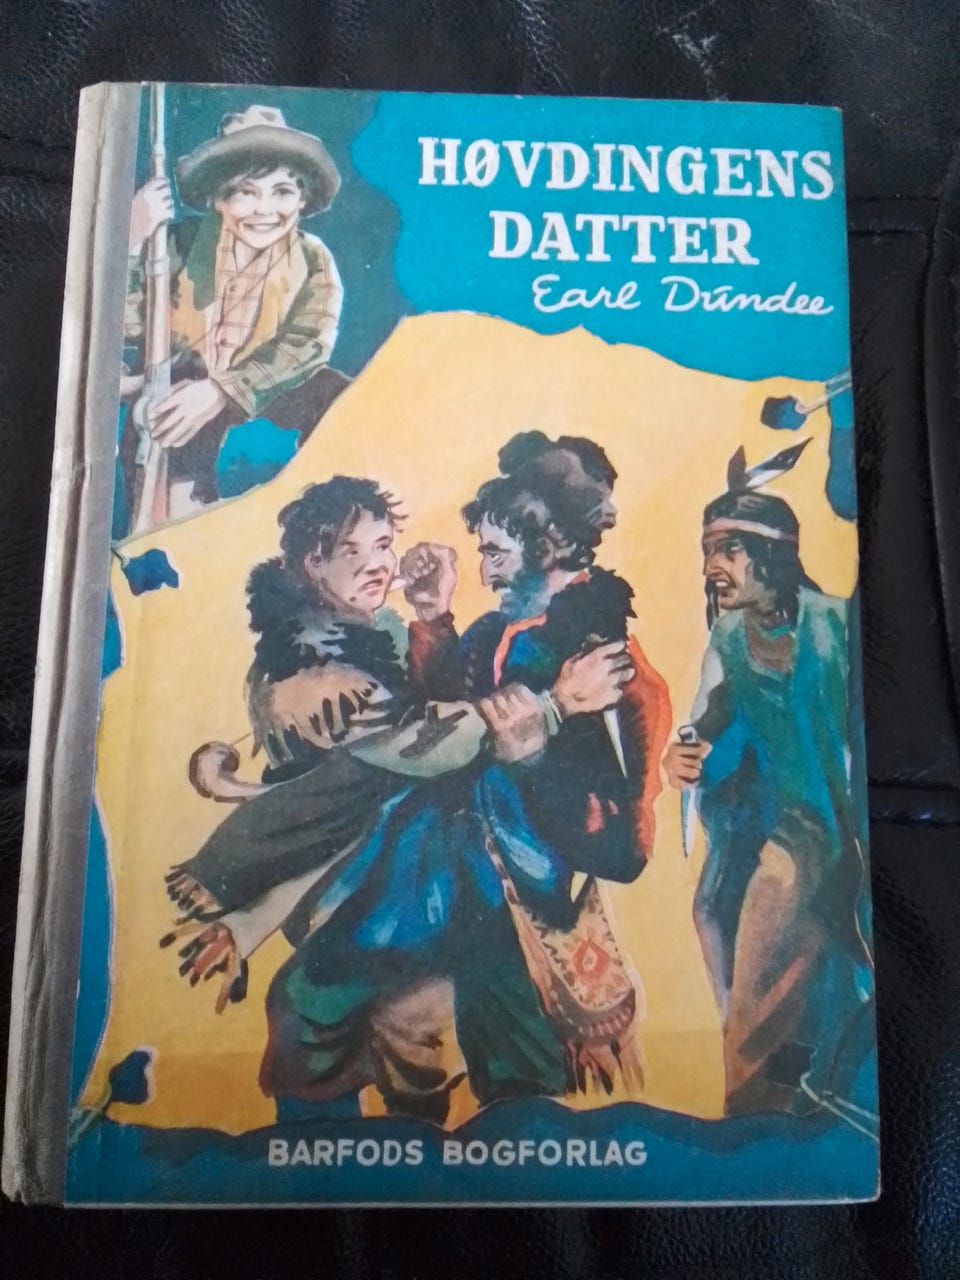 HØVDINGENS
DATTER
Earl Dundee
BARFODS BOGFORLAG